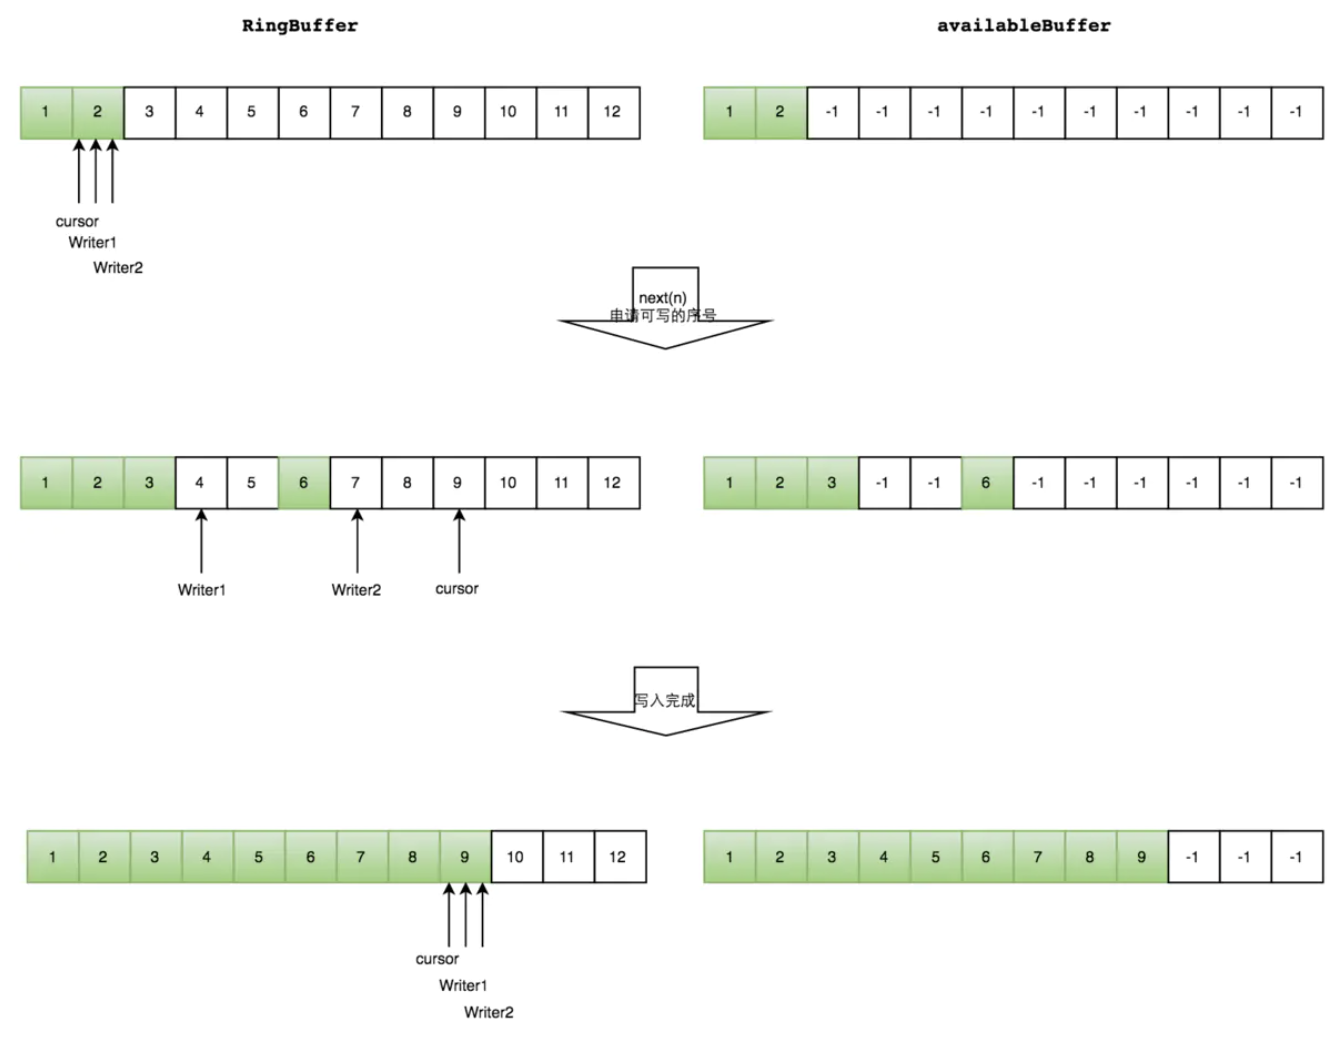 RingBuffer availableBuffer
1 2 3 4 5 6 7 8 9 10 11 12 1 2 -1 -1 -1 -1 -1 -1 -1 -1 -1 -1
cursor
Writer1
Writer2
next(n)
申请可写的序号
1 2 3 4 5 6 7 8 9 10 11 12 1 2 3 -1 -1 6 -1 -1 -1 -1 -1 -1
Writer1 Writer2 cursor
写入完成
1 2 3 4 5 6 7 8 9 10 11 12 1 2 3 4 5 6 7 8 9 -1 -1 -1
cursor
Writer1
Writer2